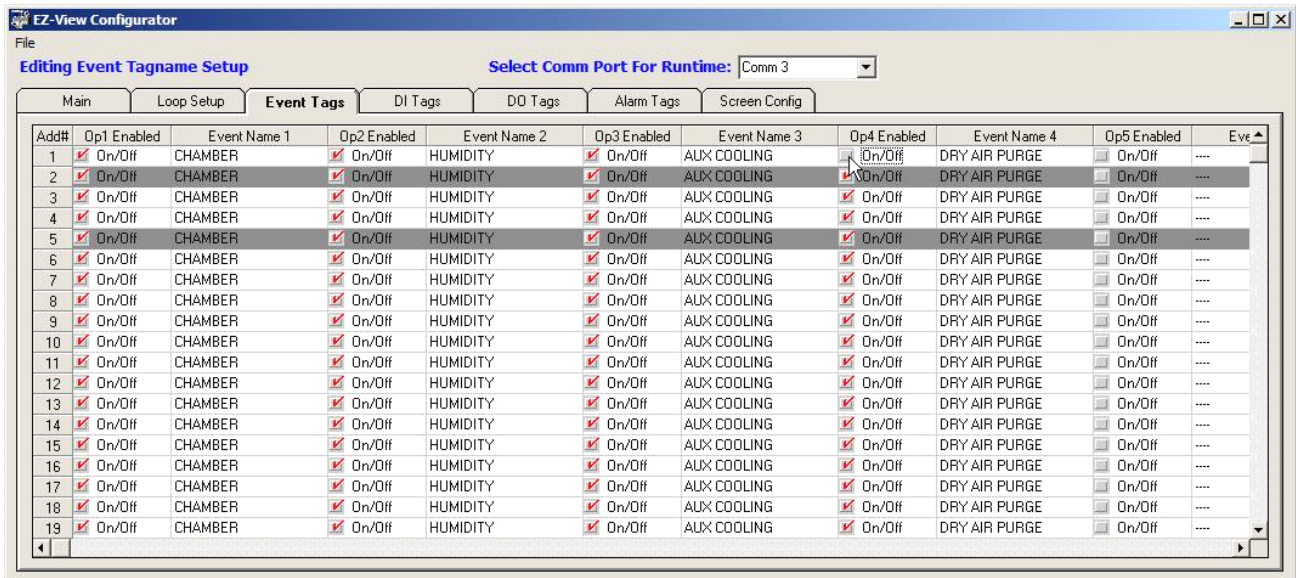 EZ-View Configurator
File
Editing Event Tagname Setup Select Comm Port For Runtime: Comm 3
Main Loop Setup Event Tags DI Tags DO Tags Alarm Tags Screen Config
Add# Op1 Enabled Event Name 1 Op2 Enabled Event Name 2 Op3 Enabled Event Name 3 Op4 Enabled Event Name 4 Op5 Enabled Eve
1 On/Off CHAMBER On/Off HUMIDITY On/Off AUX COOLING On/Off DRY AIR PURGE On/Off ----
2 On/Off CHAMBER On/Off HUMIDITY On/Off AUX COOLING On/Off DRY AIR PURGE On/Off ----
3 On/Off CHAMBER On/Off HUMIDITY On/Off AUX COOLING On/Off DRY AIR PURGE On/Off ----
4 On/Off CHAMBER On/Off HUMIDITY On/Off AUX COOLING On/Off DRY AIR PURGE On/Off ----
5 On/Off CHAMBER On/Off HUMIDITY On/Off AUX COOLING On/Off DRY AIR PURGE On/Off ----
6 On/Off CHAMBER On/Off HUMIDITY On/Off AUX COOLING On/Off DRY AIR PURGE On/Off ----
7 On/Off CHAMBER On/Off HUMIDITY On/Off AUX COOLING On/Off DRY AIR PURGE On/Off ----
8 On/Off CHAMBER On/Off HUMIDITY On/Off AUX COOLING On/Off DRY AIR PURGE On/Off ----
9 On/Off CHAMBER On/Off HUMIDITY On/Off AUX COOLING On/Off DRY AIR PURGE On/Off ----
10 On/Off CHAMBER On/Off HUMIDITY On/Off AUX COOLING On/Off DRY AIR PURGE On/Off ----
11 On/Off CHAMBER On/Off HUMIDITY On/Off AUX COOLING On/Off DRY AIR PURGE On/Off ----
12 On/Off CHAMBER On/Off HUMIDITY On/Off AUX COOLING On/Off DRY AIR PURGE On/Off ----
13 On/Off CHAMBER On/Off HUMIDITY On/Off AUX COOLING On/Off DRY AIR PURGE On/Off ----
14 On/Off CHAMBER On/Off HUMIDITY On/Off AUX COOLING On/Off DRY AIR PURGE On/Off ----
15 On/Off CHAMBER On/Off HUMIDITY On/Off AUX COOLING On/Off DRY AIR PURGE On/Off ----
16 On/Off CHAMBER On/Off HUMIDITY On/Off AUX COOLING On/Off DRY AIR PURGE On/Off ----
17 On/Off CHAMBER On/Off HUMIDITY On/Off AUX COOLING On/Off DRY AIR PURGE On/Off ----
18 On/Off CHAMBER On/Off HUMIDITY On/Off AUX COOLING On/Off DRY AIR PURGE On/Off ----
19 On/Off CHAMBER On/Off HUMIDITY On/Off AUX COOLING On/Off DRY AIR PURGE On/Off ----